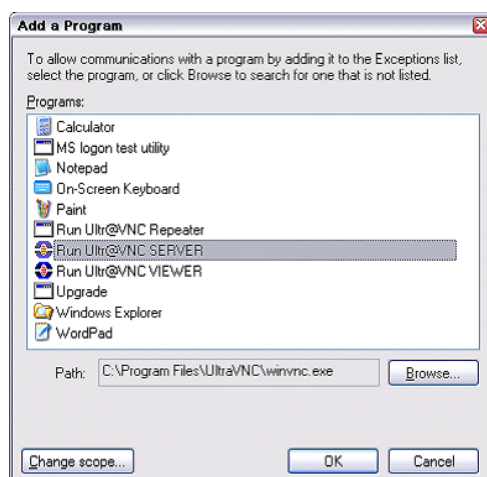 Add a Program
To allow communications with a program by adding it to the Exceptions list,
select the program, or click Browse to search for one that is not listed.
Programs:
Calculator
MS logon test utility
Notepad
On-Screen Keyboard
Paint
Run Ultr@VNC Repeater
Run Ultr@VNC SERVER
Run Ultr@VNC VIEWER
Upgrade
Windows Explorer
WordPad
Path: C:\Program Files\UltraVNC\winvnc.exe Browse...
Change scope... OK Cancel